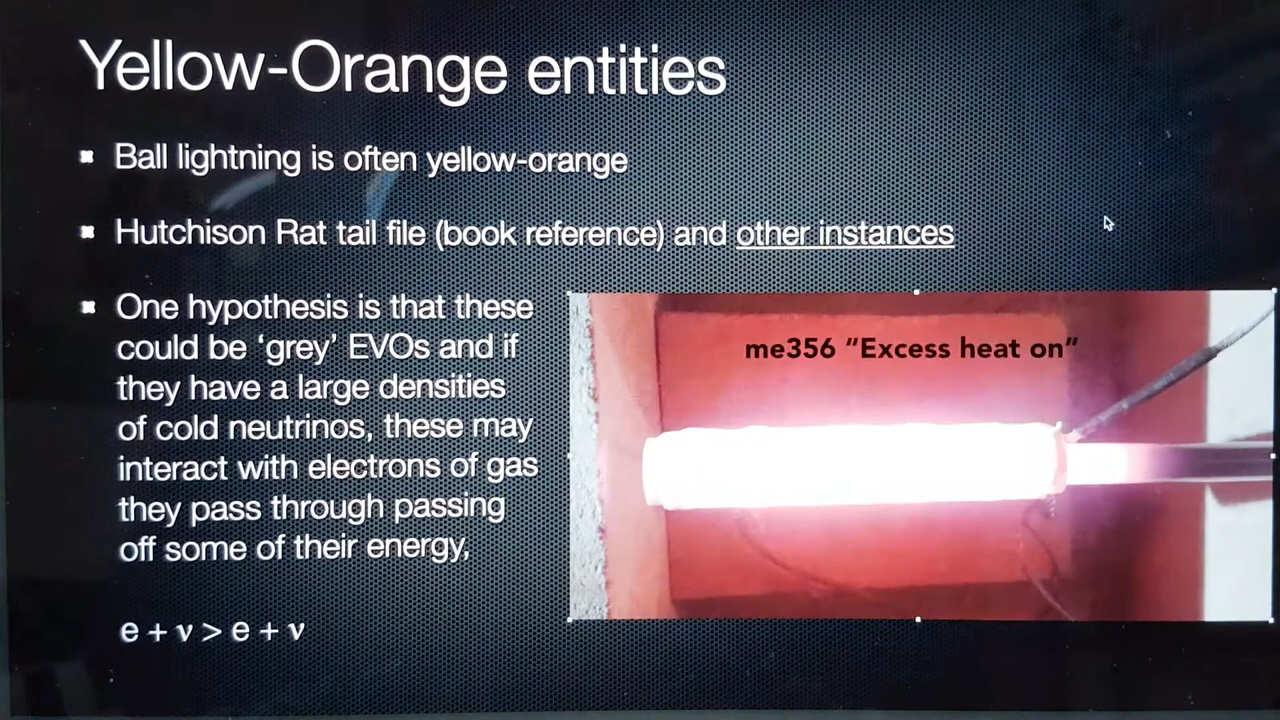 Yellow-Orange entities
Ball lightning is often yellow-orange
Hutchison Rat tail file (book reference) and other instances
One hypothesis is that these
could be ‘grey’ EVOs and if
they have a large densities
of cold neutrinos, these may
interact with electrons of gas
they pass through passing
off some of their energy,
e + ν > e + ν
me356 “Excess heat on”